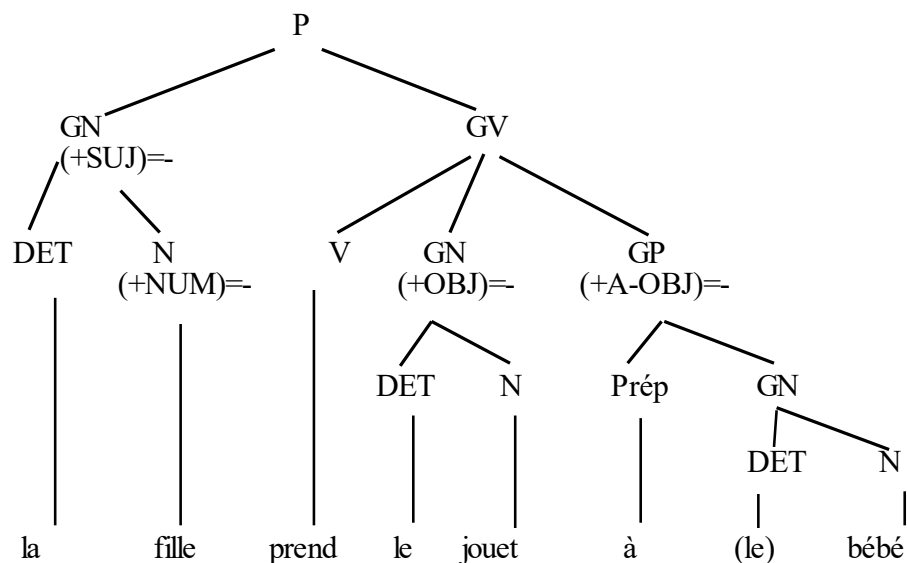 P
GN GV
(+SUJ)=-
DET N V GN GP
(+NUM)=- (+OBJ)=- (+A-OBJ)=-
DET N Prép GN
DET N
la fille prend le jouet à (le) bébé